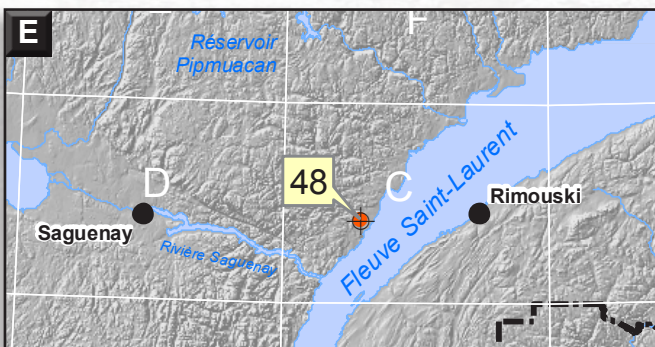 E
F
Réservoir
Pipmuacan
48
D
C
Fleuve Saint-Laurent
Rimouski
Saguenay
Rivière Saguenay